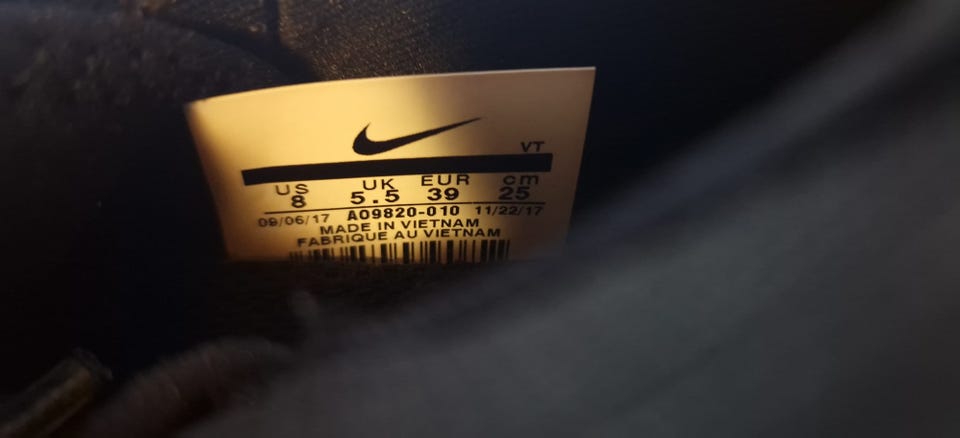 VT
US UK EUR cm
8 5.5 39 25
09/06/17 AO9820-010 11/22/17
MADE IN VIETNAM
FABRIQUE AU VIETNAM